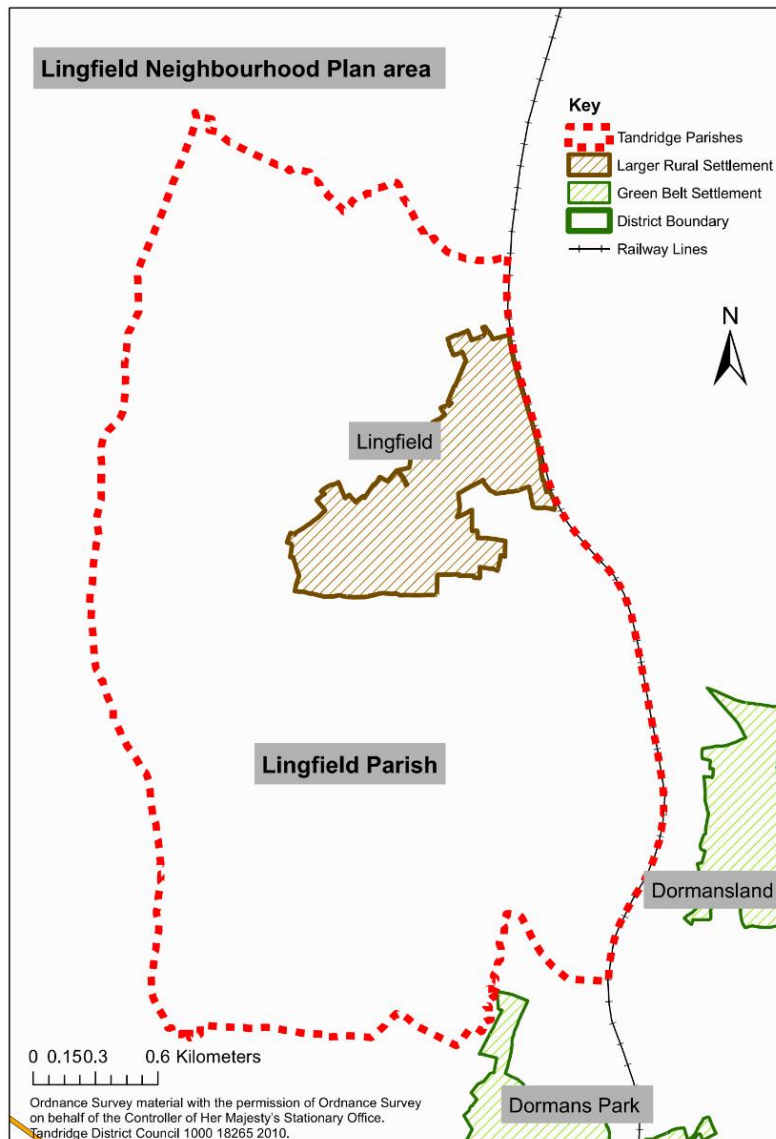 Lingfield Neighbourhood Plan area
Key
Tandridge Parishes
Larger Rural Settlement
Green Belt Settlement
District Boundary
Railway Lines
N
Lingfield
Lingfield Parish
Dormansland
Dormans Park
0 0.150.3 0.6 Kilometers
Ordnance Survey material with the permission of Ordnance Survey
on behalf of the Controller of Her Majesty's Stationary Office.
Tandridge District Council 1000 18265 2010.